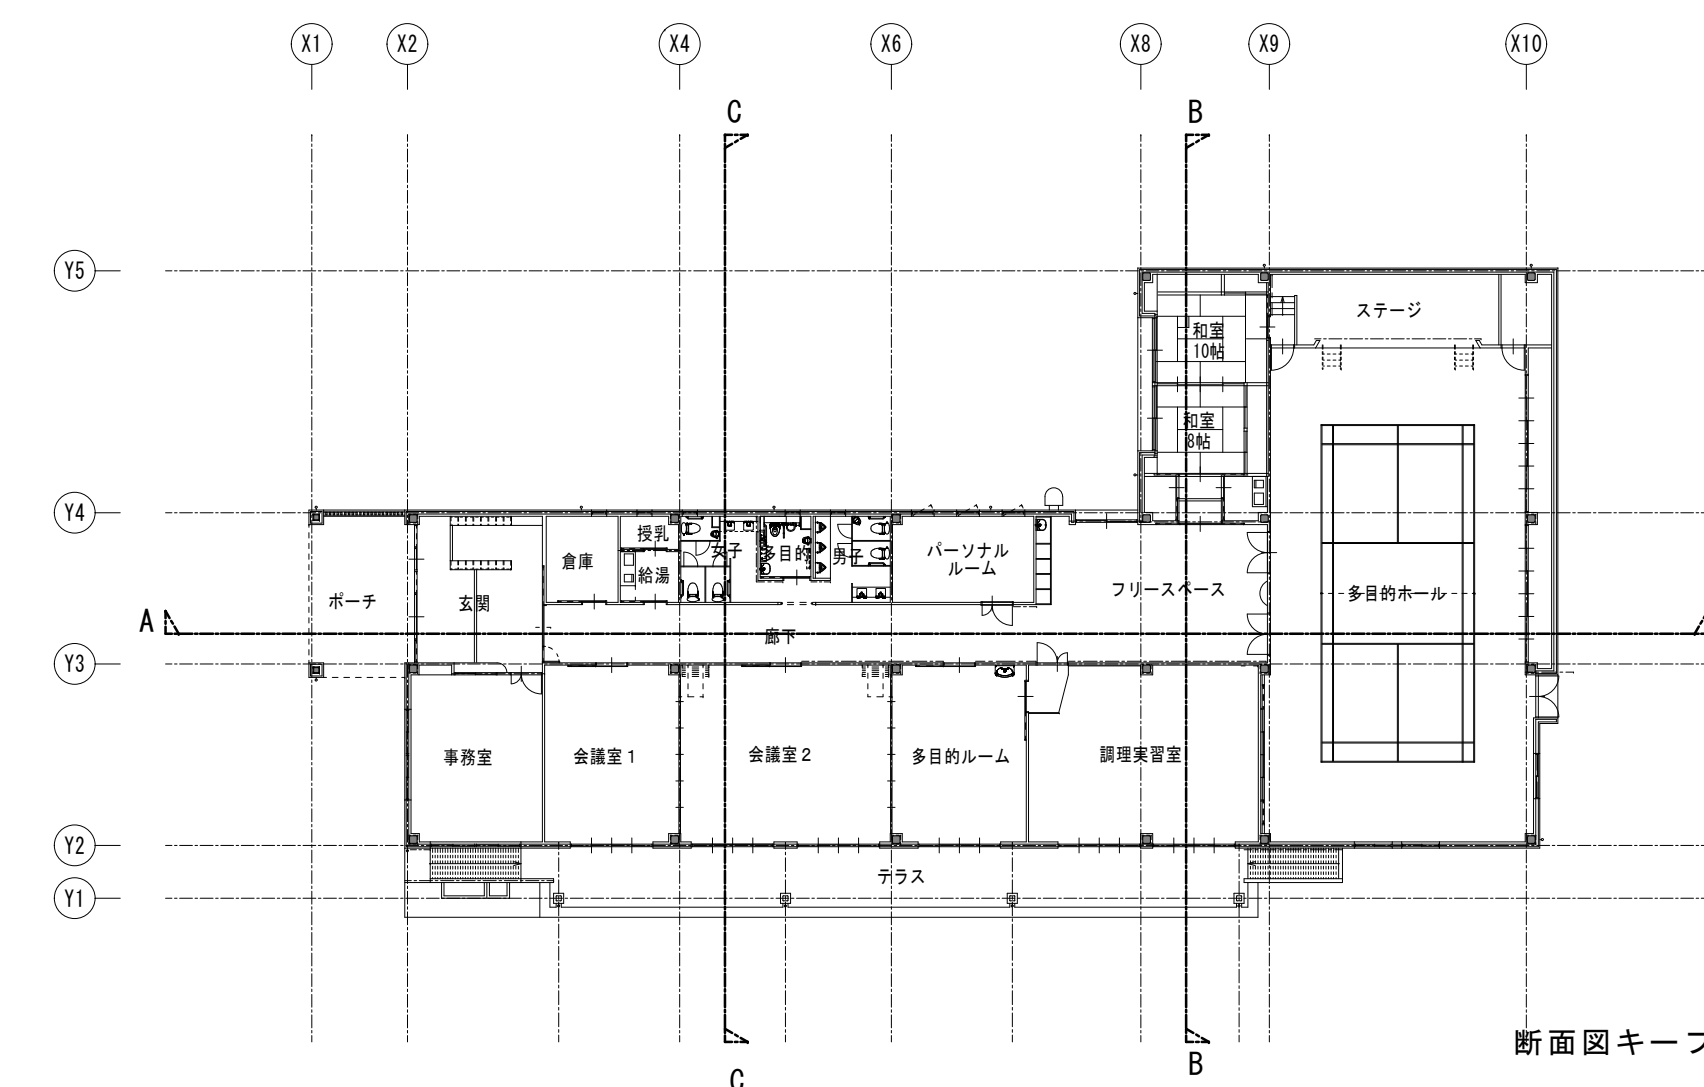 X1
X2
X4
X6
X8
X9
X10
C
B
Y5
ステージ
和室
10帖
和室
8帖
Y4
授乳
女子
多目的
男子
パーソナル
ルーム
倉庫
給湯
フリースペース
多目的ホール
ポーチ
玄関
A
廊下
Y3
事務室
会議室1
会議室2
多目的ルーム
調理実習室
Y2
テラス
Y1
断面図キープ
B
C